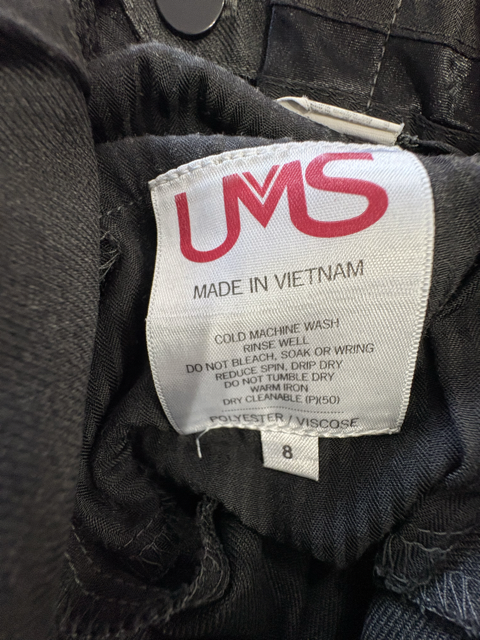 UMS
MADE IN VIETNAM
COLD MACHINE WASH
RINSE WELL
DO NOT BLEACH, SOAK OR WRING
REDUCE SPIN, DRIP DRY
DO NOT TUMBLE DRY
WARM IRON
DRY CLEANABLE (P)(50)
POLYESTER / VISCOSE
8